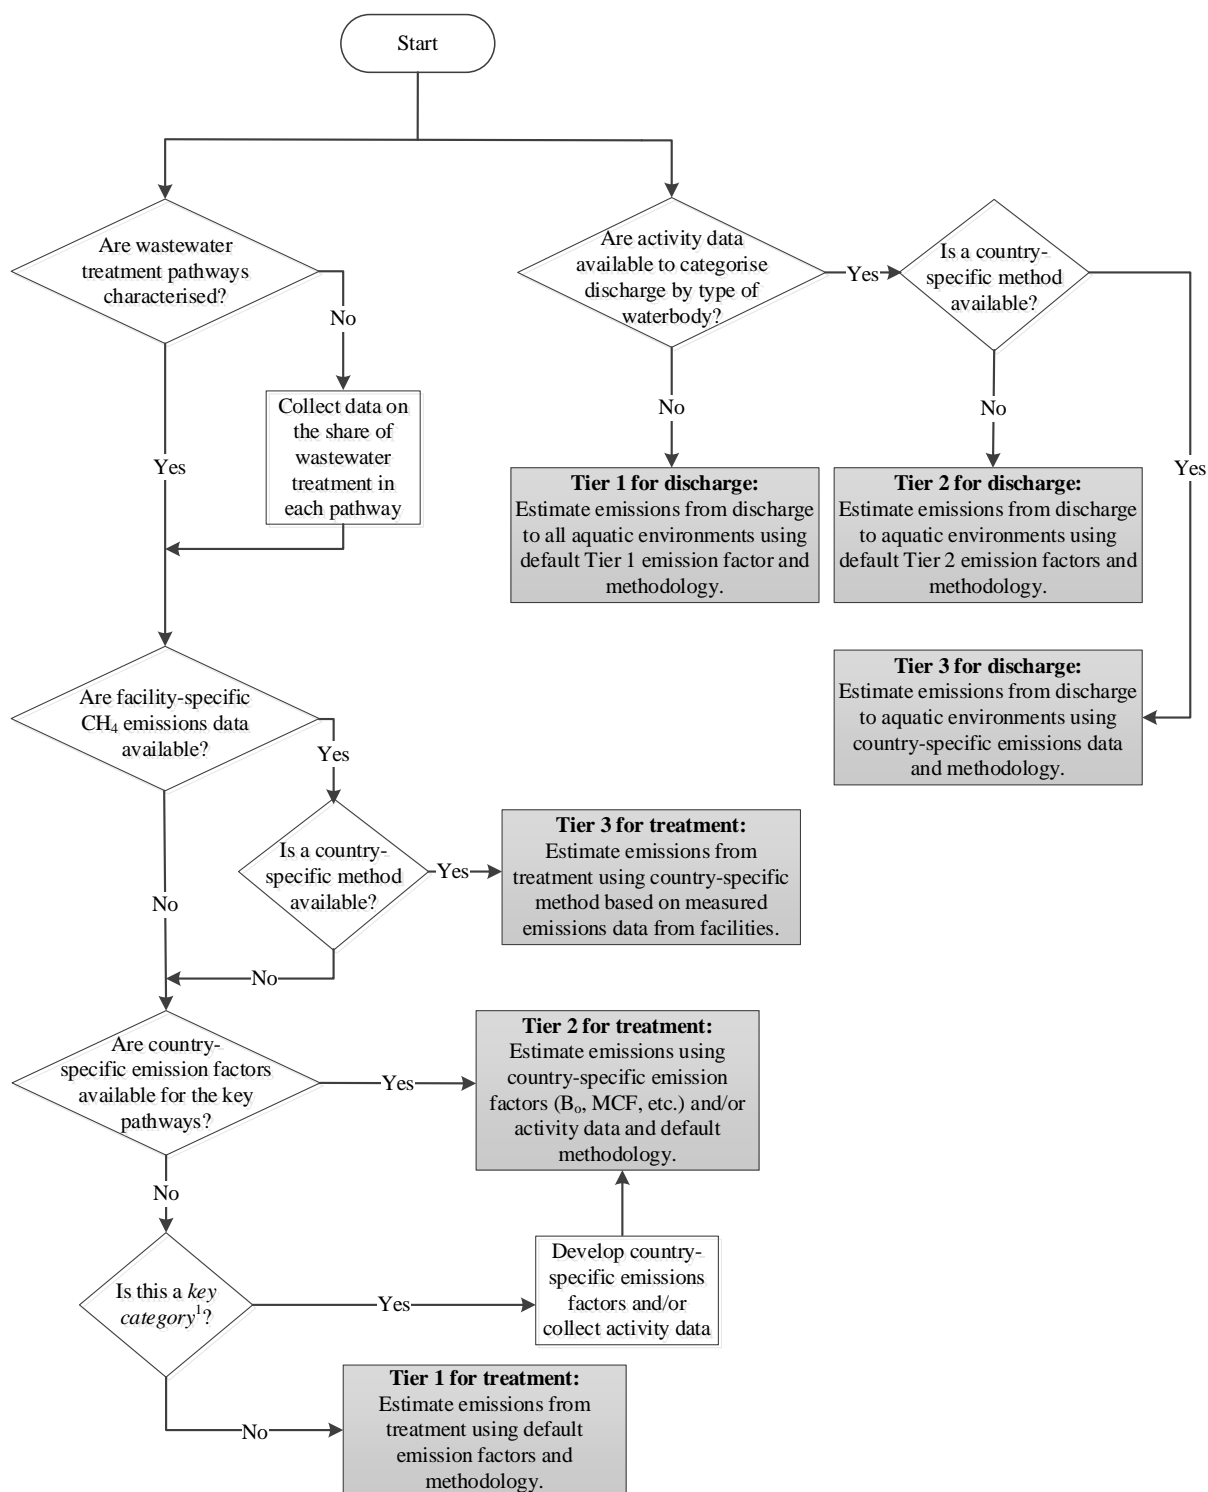 Start
Are wastewater
treatment pathways
characterised?
No
Collect data on
the share of
wastewater
treatment in
each pathway
Yes
Are activity data
available to categorise
discharge by type of
waterbody?
Yes
Is a country-
specific method
available?
No
No
Yes
Tier 1 for discharge:
Estimate emissions from discharge
to all aquatic environments using
default Tier 1 emission factor and
methodology.
Tier 2 for discharge:
Estimate emissions from discharge
to aquatic environments using
default Tier 2 emission factors and
methodology.
Tier 3 for discharge:
Estimate emissions from discharge
to aquatic environments using
country-specific emissions data
and methodology.
Are facility-specific
CH₄ emissions data
available?
Yes
Is a country-
specific method
available?
Yes
Tier 3 for treatment:
Estimate emissions from
treatment using country-specific
method based on measured
emissions data from facilities.
No
No
Are country-
specific emission factors
available for the key
pathways?
Yes
Tier 2 for treatment:
Estimate emissions using
country-specific emission
factors (Bₒ, MCF, etc.) and/or
activity data and default
methodology.
No
Is this a key
category¹?
Yes
Develop country-
specific emissions
factors and/or
collect activity data
No
Tier 1 for treatment:
Estimate emissions from
treatment using default
emission factors and
methodology.